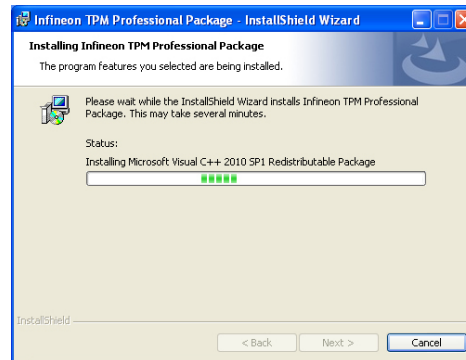 Infineon TPM Professional Package - InstallShield Wizard
Installing Infineon TPM Professional Package
The program features you selected are being installed.
Please wait while the InstallShield Wizard installs Infineon TPM Professional
Package. This may take several minutes.
Status:
Installing Microsoft Visual C++ 2010 SP1 Redistributable Package
InstallShield
< Back
Next >
Cancel